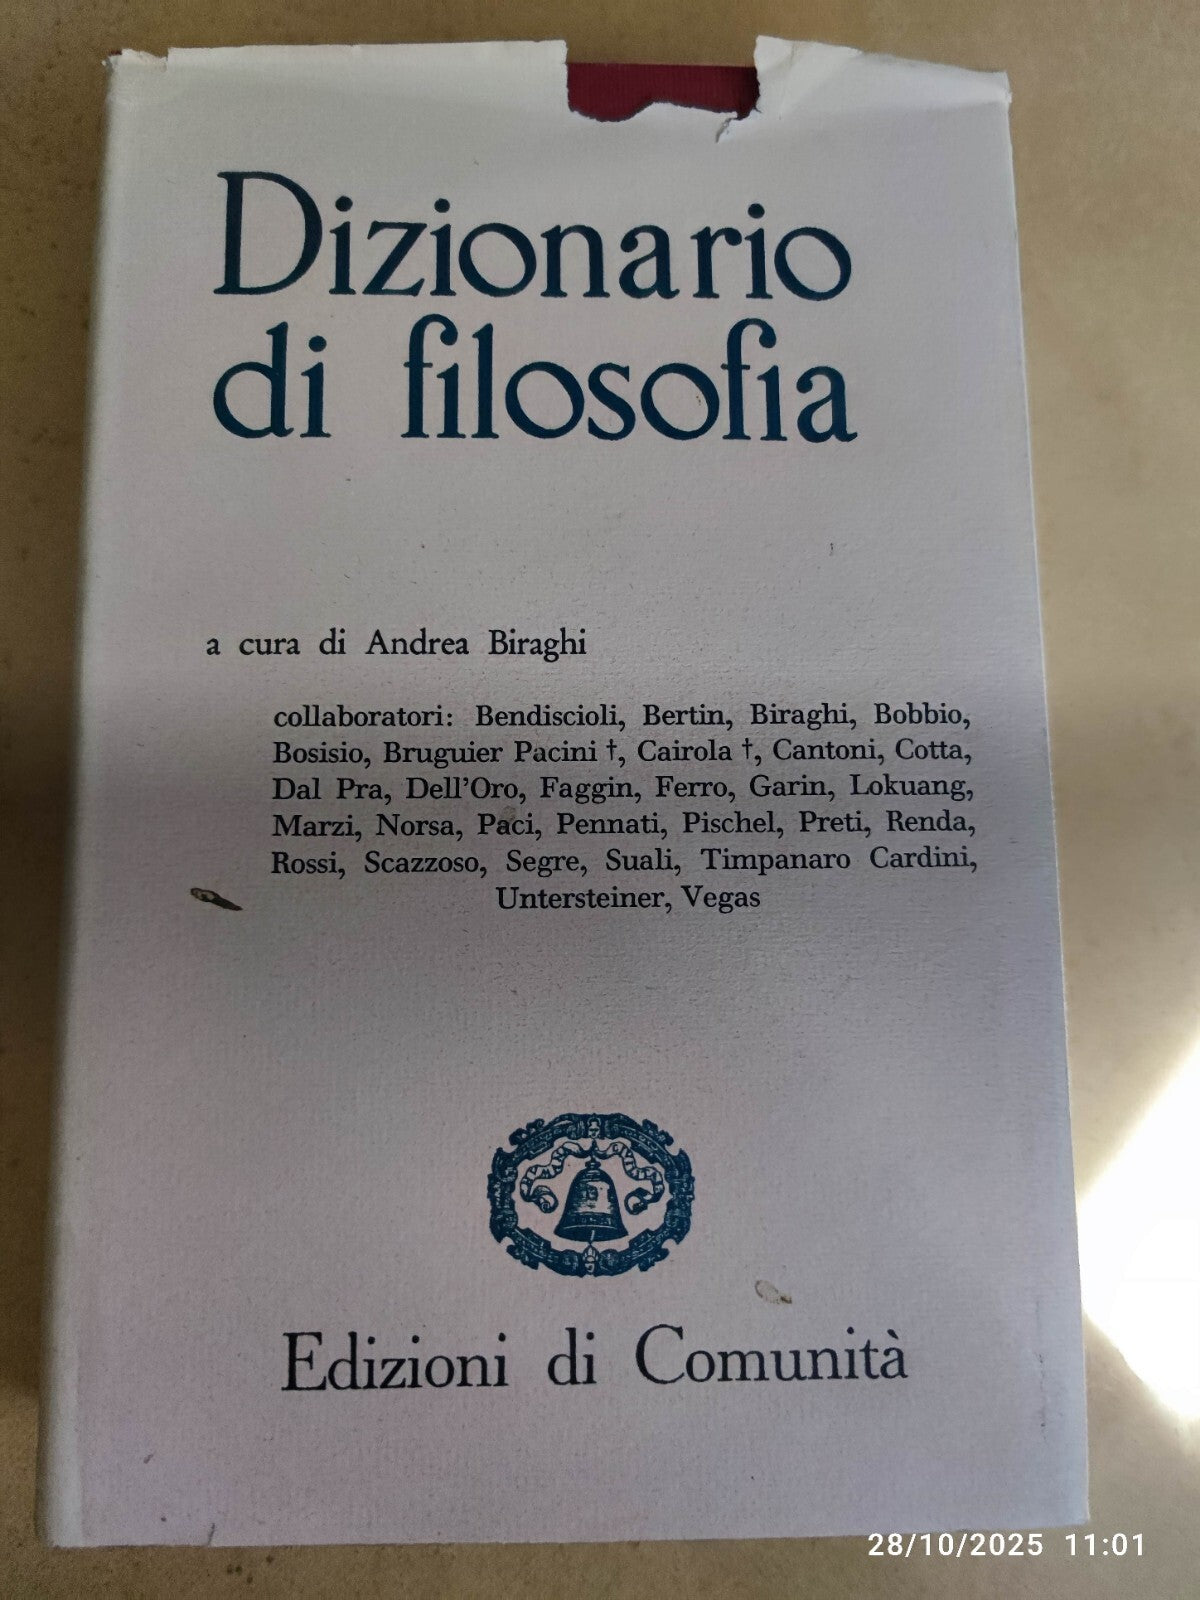 Dizionario
di filosofia
a cura di Andrea Biraghi
collaboratori: Bendiscioli, Bertin, Biraghi, Bobbio,
Bosisio, Bruguier Pacini †, Cairola †, Cantoni, Cotta,
Dal Pra, Dell'Oro, Faggin, Ferro, Garin, Lokuang,
Marzi, Norsa, Paci, Pennati, Pischel, Preti, Renda,
Rossi, Scazzoso, Segre, Suali, Timpanaro Cardini,
Untersteiner, Vegas
Edizioni di Comunità
28/10/2025 11:01